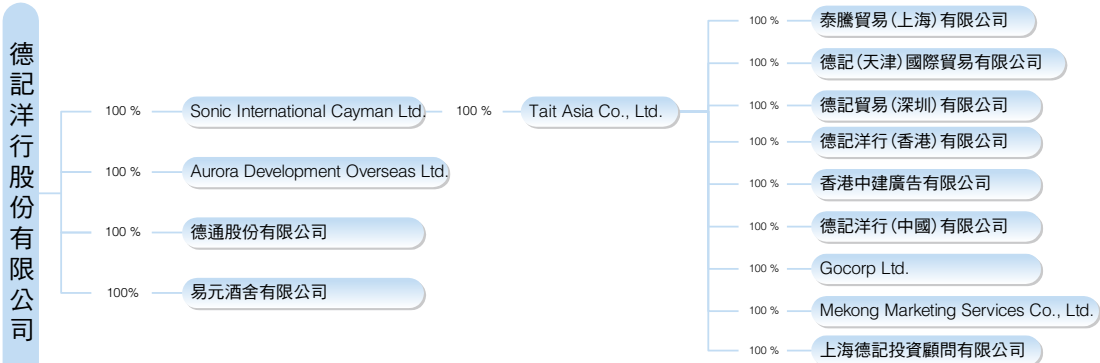 德記洋行股份有限公司
100 %
Sonic International Cayman Ltd.
100 %
Tait Asia Co., Ltd.
100 %
Aurora Development Overseas Ltd.
100 %
德通股份有限公司
100%
易元酒舍有限公司
100 %
泰騰貿易(上海)有限公司
100 %
德記(天津)國際貿易有限公司
100 %
德記貿易(深圳)有限公司
100 %
德記洋行(香港)有限公司
100 %
香港中建廣告有限公司
100 %
德記洋行(中國)有限公司
100 %
Gocorp Ltd.
100 %
Mekong Marketing Services Co., Ltd.
100 %
上海德記投資顧問有限公司